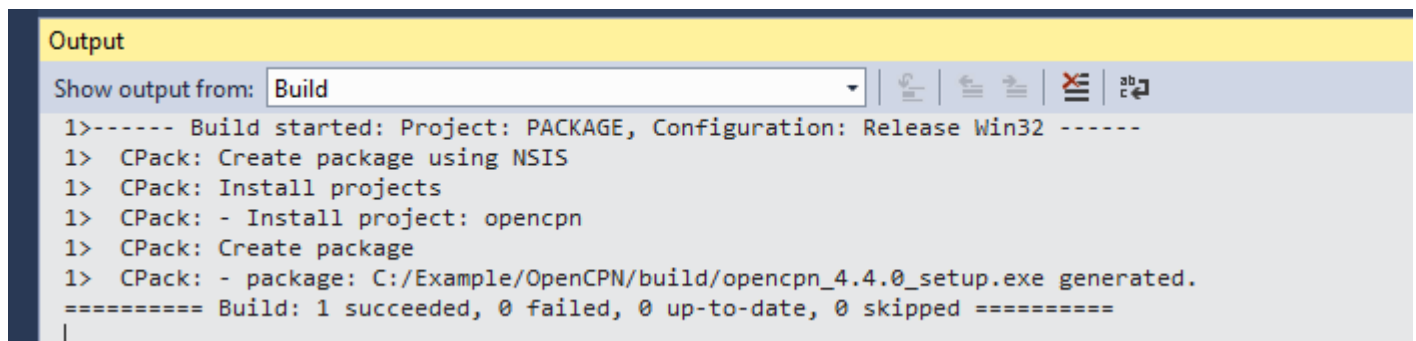 Output
Show output from: Build
1>------ Build started: Project: PACKAGE, Configuration: Release Win32 ------
1>  CPack: Create package using NSIS
1>  CPack: Install projects
1>  CPack: - Install project: opencpn
1>  CPack: Create package
1>  CPack: - package: C:/Example/OpenCPN/build/opencpn_4.4.0_setup.exe generated.
========== Build: 1 succeeded, 0 failed, 0 up-to-date, 0 skipped ==========